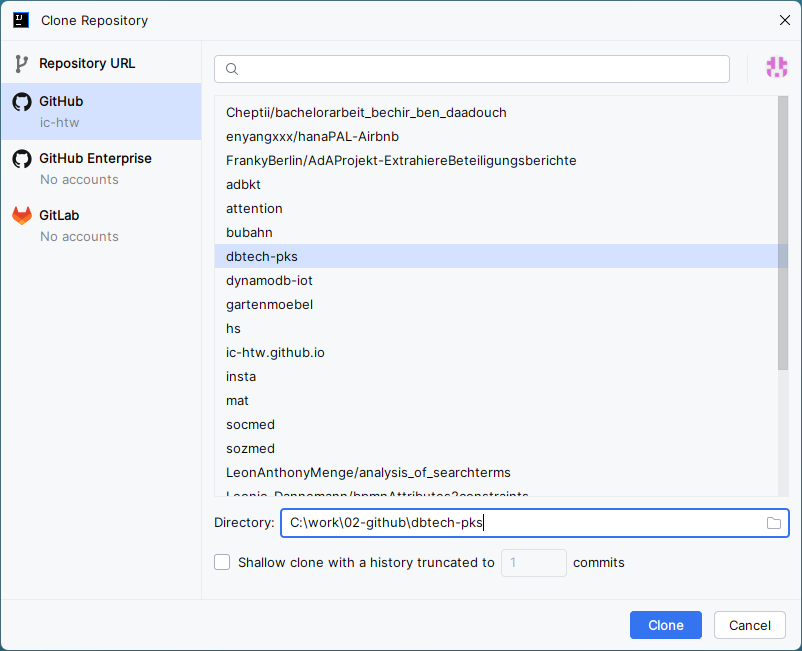 Clone Repository
Repository URL
GitHub
ic-htw
GitHub Enterprise
No accounts
GitLab
No accounts
Cheptii/bachelorarbeit_bechir_ben_daadouch
enyangxxx/hanaPAL-Airbnb
FrankyBerlin/AdAProjekt-ExtrahiereBeteiligungsberichte
adbkt
attention
bubahn
dbtech-pks
dynamodb-iot
gartenmoebel
hs
ic-htw.github.io
insta
mat
socmed
sozmed
LeonAnthonyMenge/analysis_of_searchterms
Leonie-Dannemann/bpmnAttributes2constraints
Directory: C:\work\02-github\dbtech-pks
Shallow clone with a history truncated to 1 commits
Clone Cancel